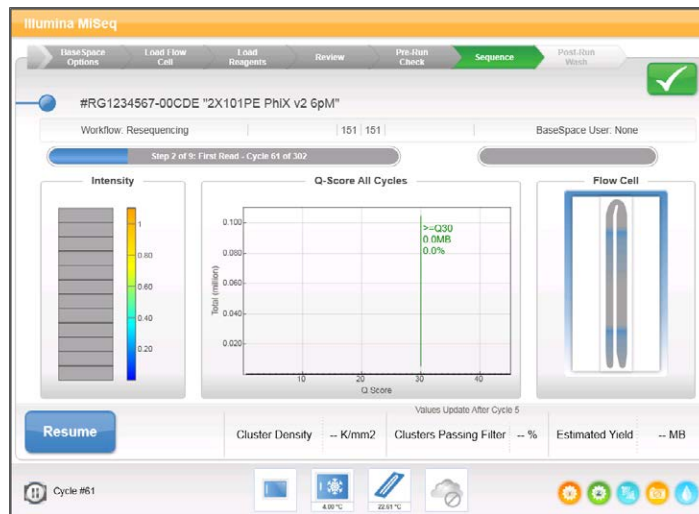 Illumina MiSeq
BaseSpace Options
Load Flow Cell
Load Reagents
Review
Pre-Run Check
Sequence
Post-Run Wash
#RG1234567-00CDE "2X101PE PhIX v2 6pM"
Workflow: Resequencing
151 | 151
BaseSpace User: None
Step 2 of 9: First Read - Cycle 61 of 302
Intensity
1
0.80
0.60
0.40
0.20
Q-Score All Cycles
Total (million)
0.100
0.080
0.060
0.040
0.020
>=Q30
0.0MB
0.0%
10 20 30 40
Q Score
Flow Cell
Values Update After Cycle 5
Resume
Cluster Density -- K/mm2
Clusters Passing Filter -- %
Estimated Yield -- MB
Cycle #61
4.00 °C
22.61 °C